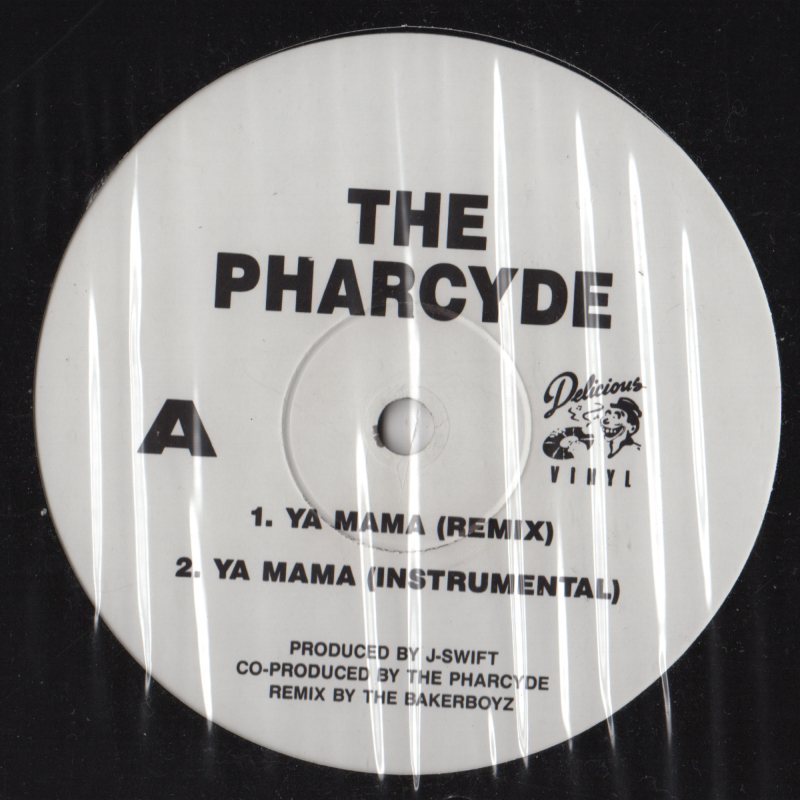 THE
PHARCYDE
A
Delicious
VINYL
1. YA MAMA (REMIX)
2. YA MAMA (INSTRUMENTAL)
PRODUCED BY J-SWIFT
CO-PRODUCED BY THE PHARCYDE
REMIX BY THE BAKERBOYZ